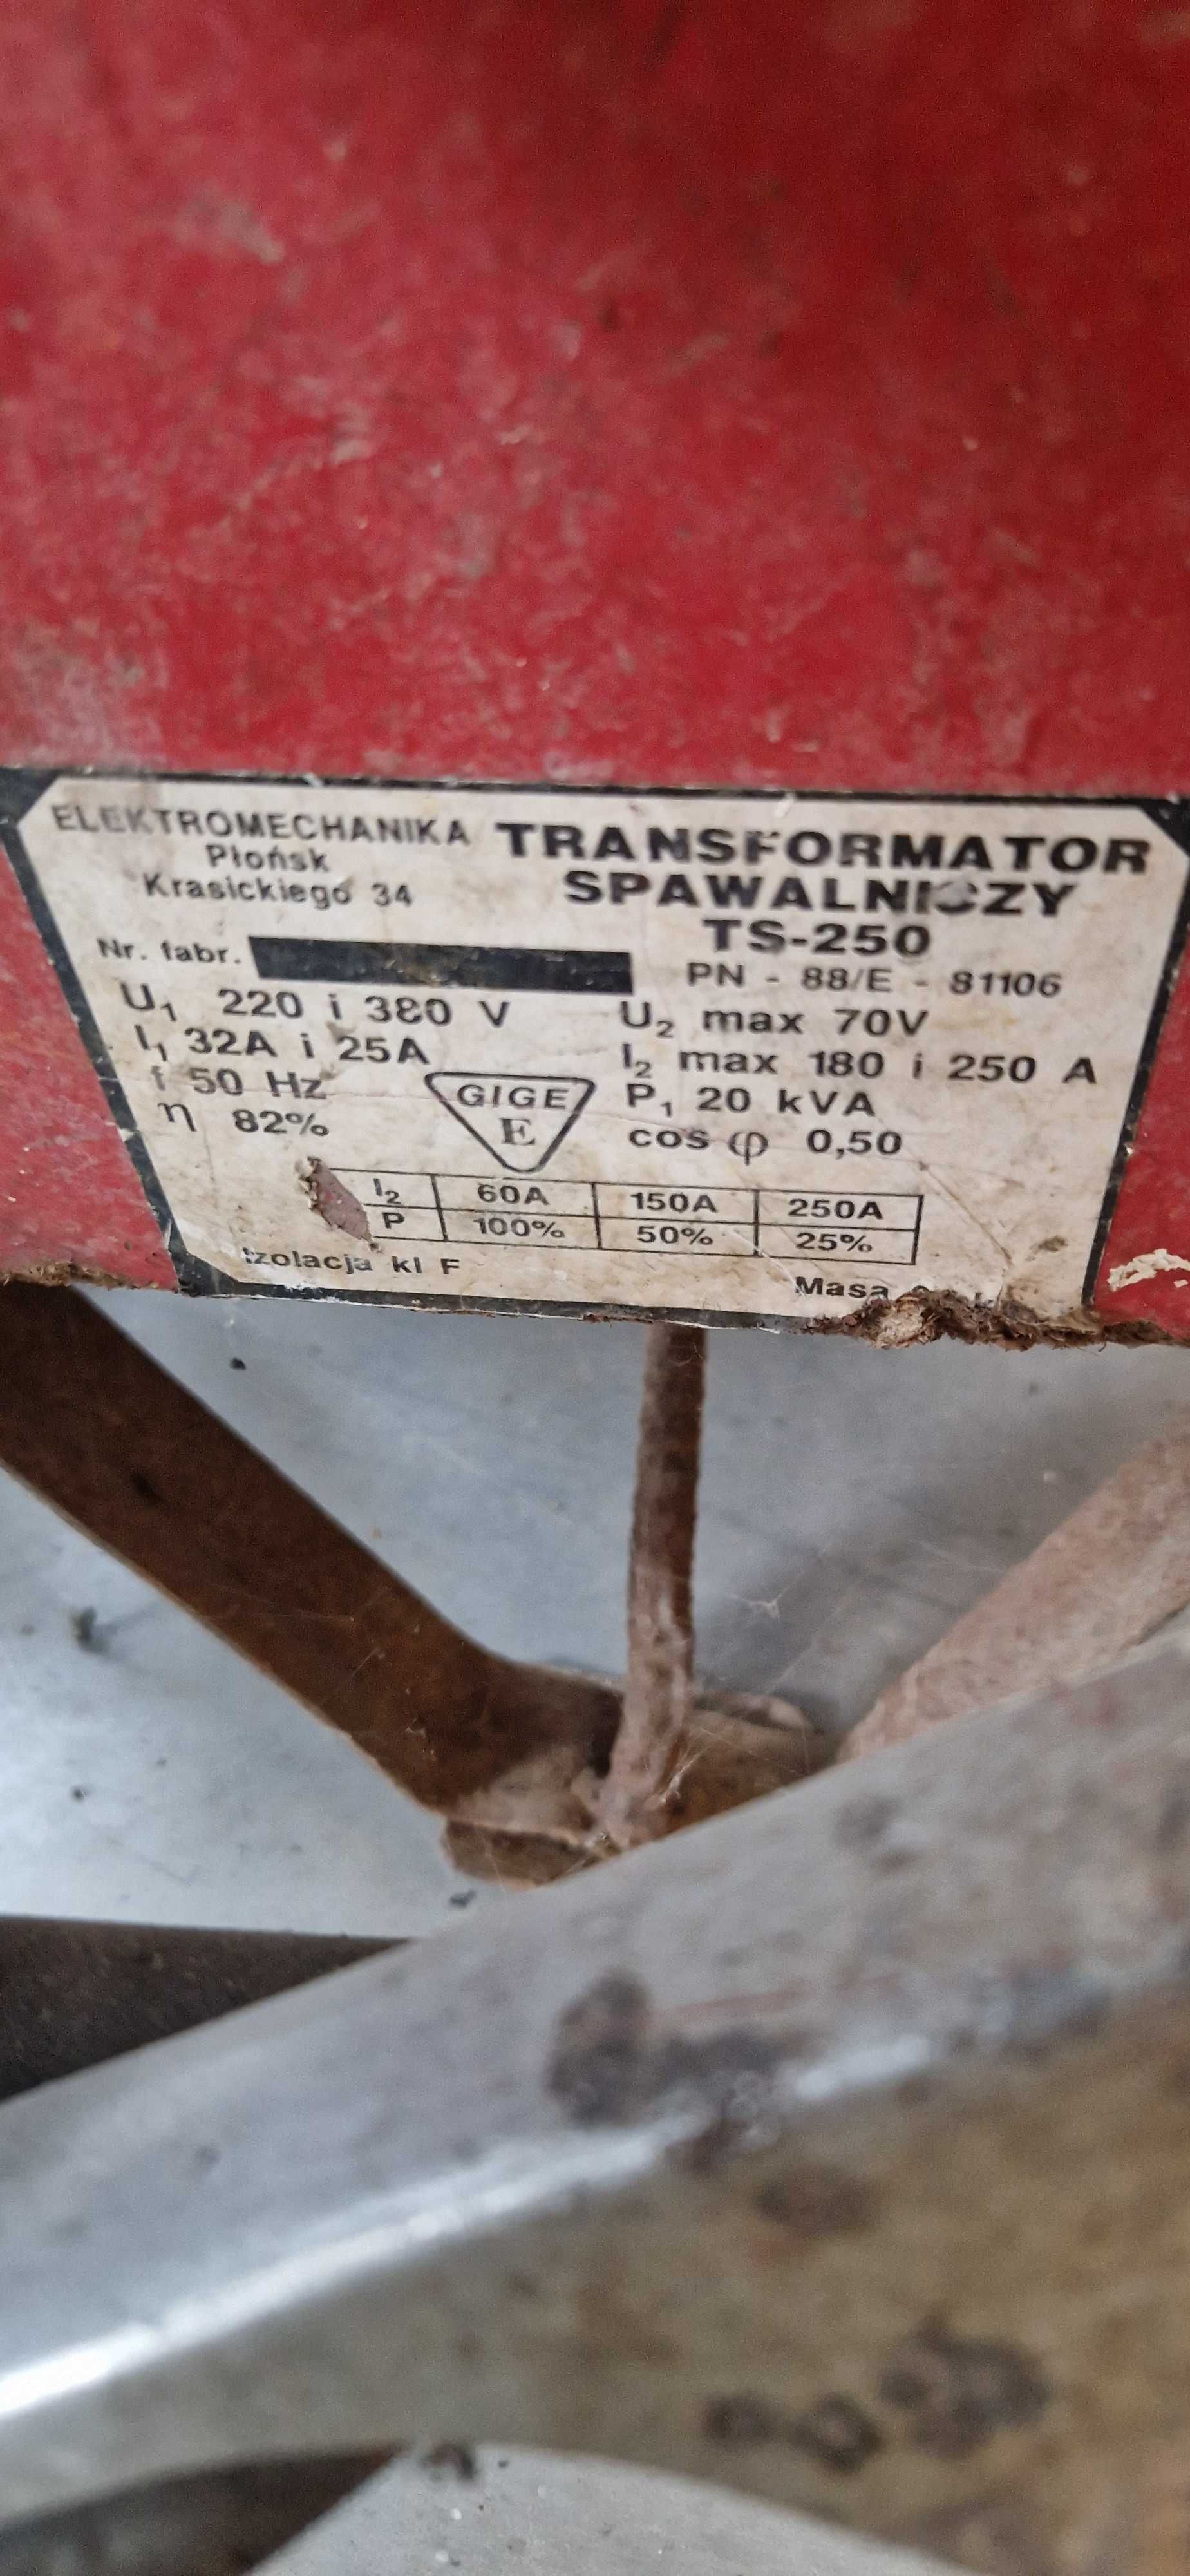 ELEKTROMECHANIKA
Płońsk
Krasickiego 34
TRANSFORMATOR
SPAWALNICZY
TS-250
PN - 88/E - 81106
Nr. fabr.
U₁ 220 i 380 V
I₁ 32A i 25A
f 50 Hz
η 82%
GIGE
E
U₂ max 70V
I₂ max 180 i 250 A
P₁ 20 kVA
cos φ 0,50
I₂ 60A 150A 250A
P 100% 50% 25%
Izolacja kl F
Masa